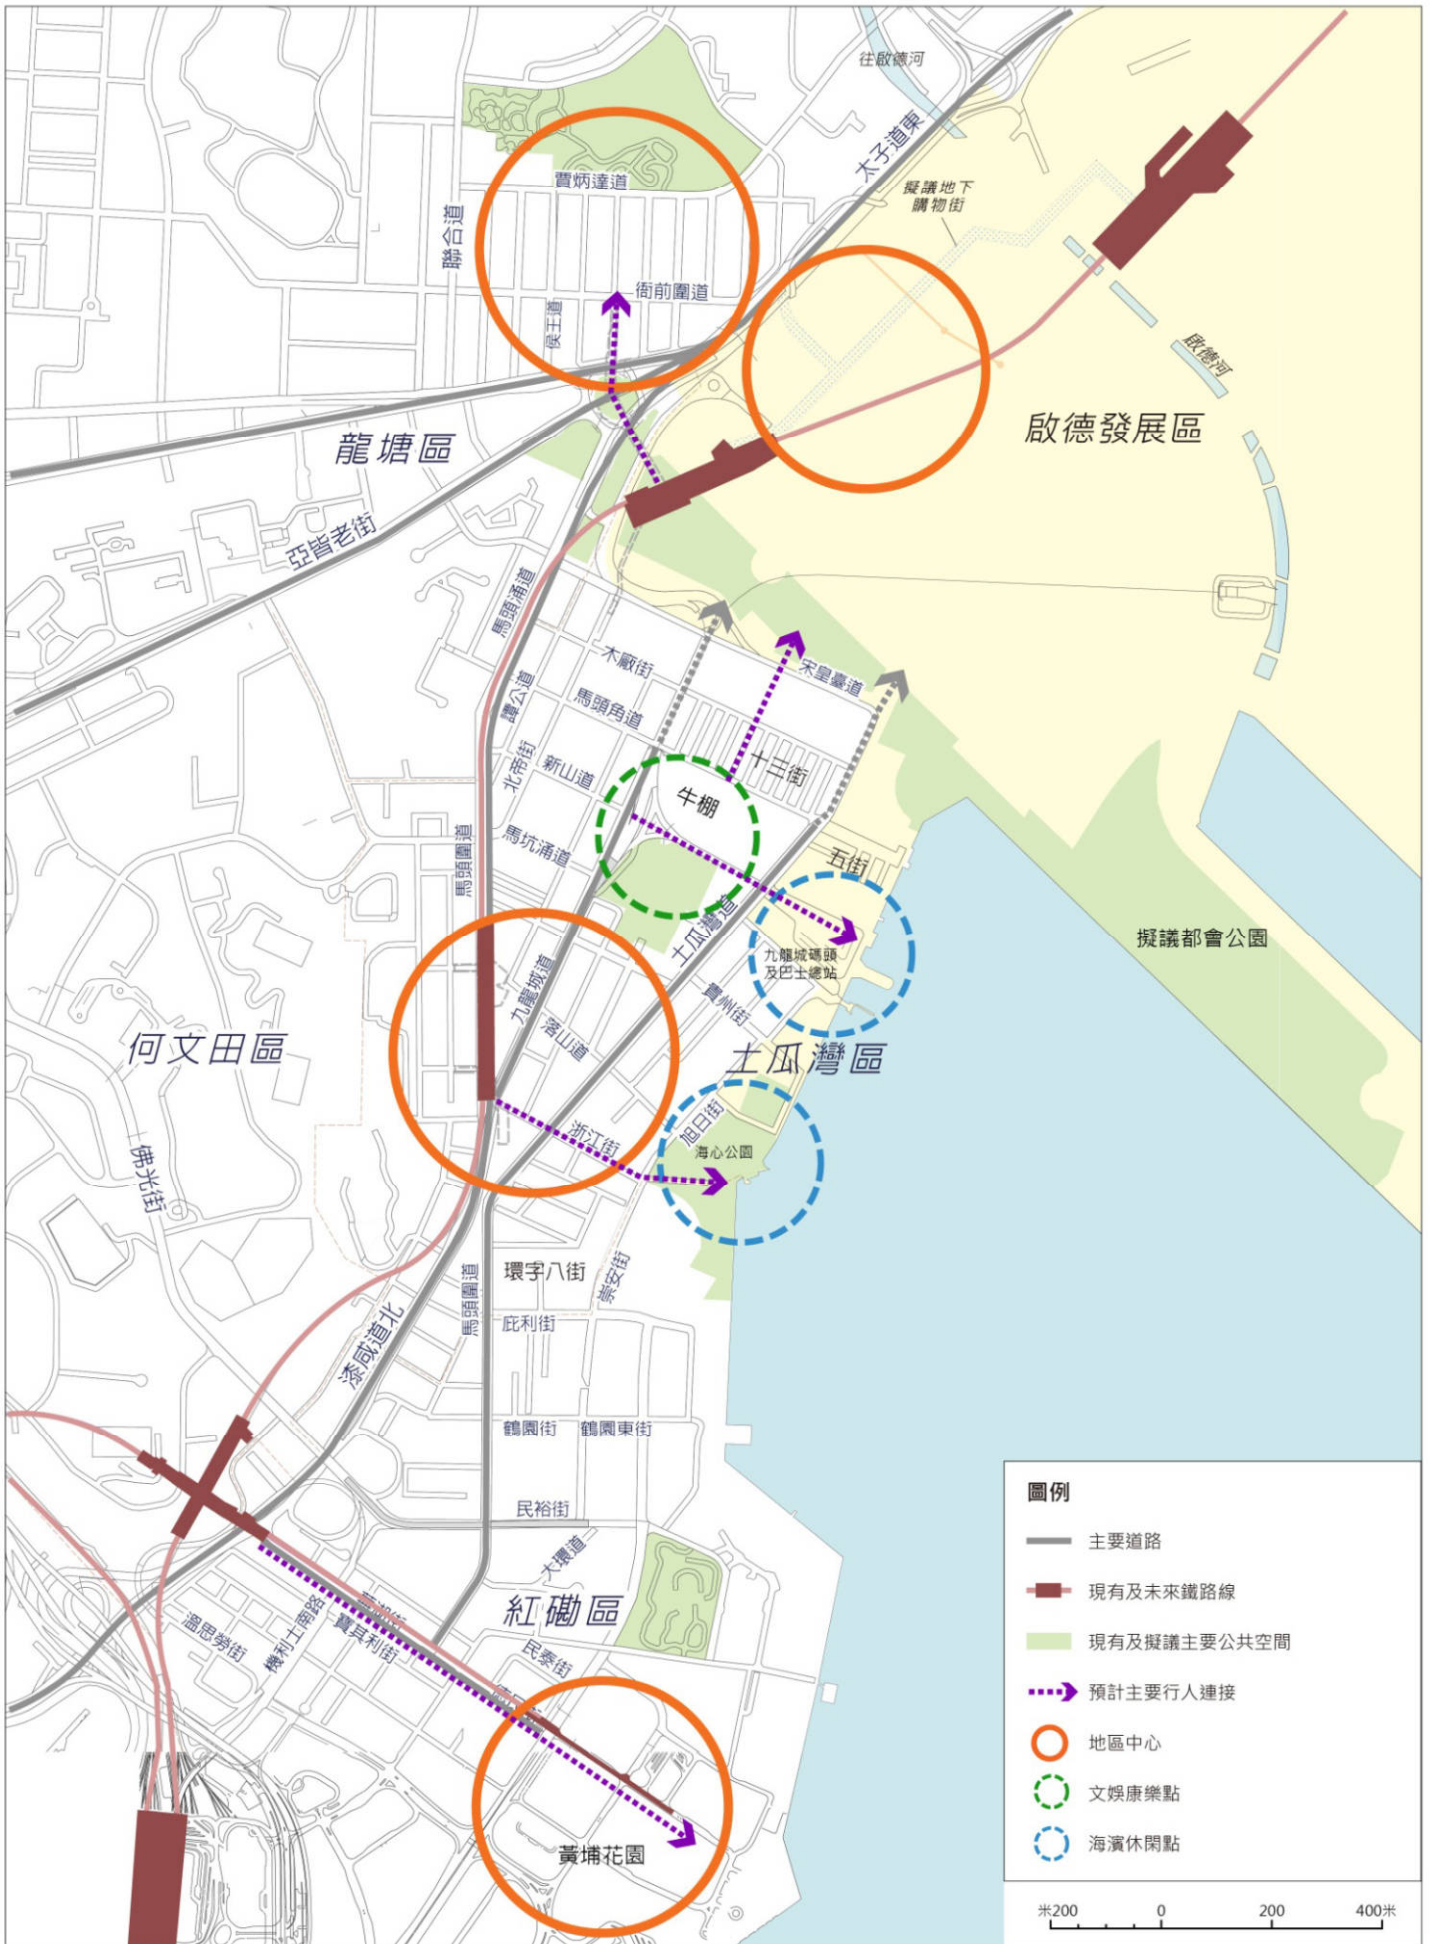 往啟德河
太子道東
賈炳達道
擬議地下
購物街
聯合道
衙前圍道
侯王道
啟德河
啟德發展區
龍塘區
亞皆老街
馬頭涌道
木廠街
宋皇臺道
譚公道
馬頭角道
北帝街
新山道
十三街
牛棚
馬坑涌道
馬頭圍道
五街
土瓜灣道
九龍城碼頭
及巴士總站
擬議都會公園
九龍城道
貴州街
落山道
何文田區
土瓜灣區
旭日街
浙江街
海心公園
佛光街
環字八街
崇安街
馬頭圍道
庇利街
漆咸道北
鶴園街
鶴園東街
民裕街
大環道
紅磡區
機利士南路
寶其利街
溫思勞街
民泰街
黃埔花園
圖例
主要道路
現有及未來鐵路線
現有及擬議主要公共空間
預計主要行人連接
地區中心
文娛康樂點
海濱休閑點
米200 0 200 400米